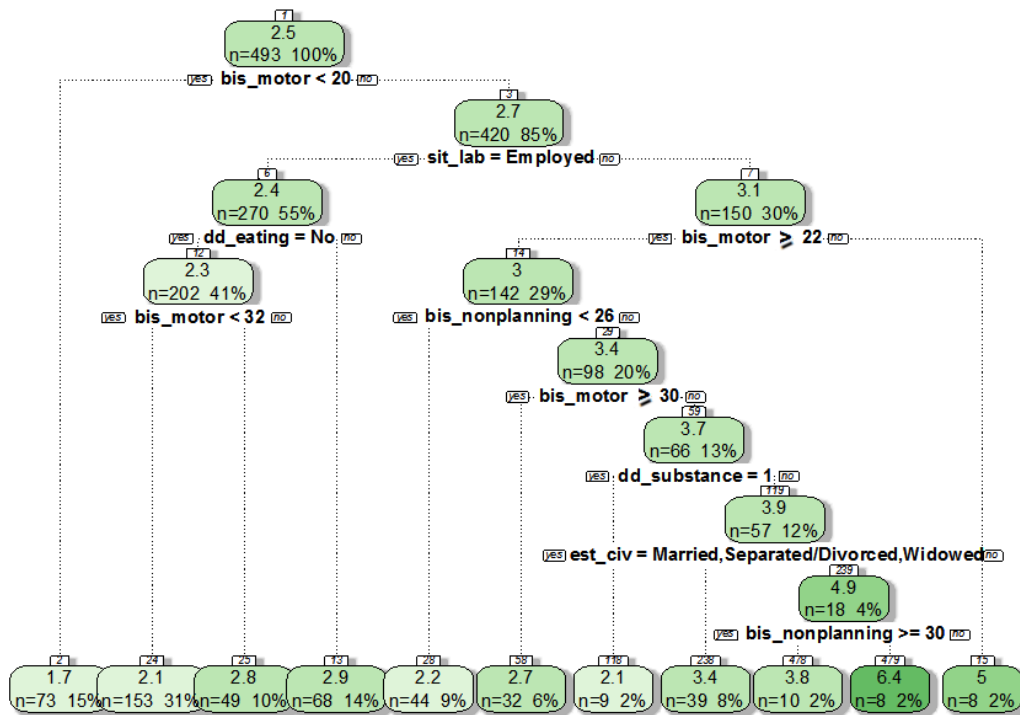 1
2.5
n=493 100%
yes bis_motor < 20 no
3
2.7
n=420 85%
yes sit_lab = Employed no
6 7
2.4 3.1
n=270 55% n=150 30%
yes dd_eating = No no yes bis_motor ≥ 22 no
12 14
2.3 3
n=202 41% n=142 29%
yes bis_motor < 32 no yes bis_nonplanning < 26 no
29
3.4
n=98 20%
yes bis_motor ≥ 30 no
59
3.7
n=66 13%
yes dd_substance = 1 no
119
3.9
n=57 12%
yes est_civ = Married,Separated/Divorced,Widowed no
239
4.9
n=18 4%
yes bis_nonplanning >= 30 no
2 24 25 13 28 58 118 238 478 479 15
1.7 2.1 2.8 2.9 2.2 2.7 2.1 3.4 3.8 6.4 5
n=73 15% n=153 31% n=49 10% n=68 14% n=44 9% n=32 6% n=9 2% n=39 8% n=10 2% n=8 2% n=8 2%